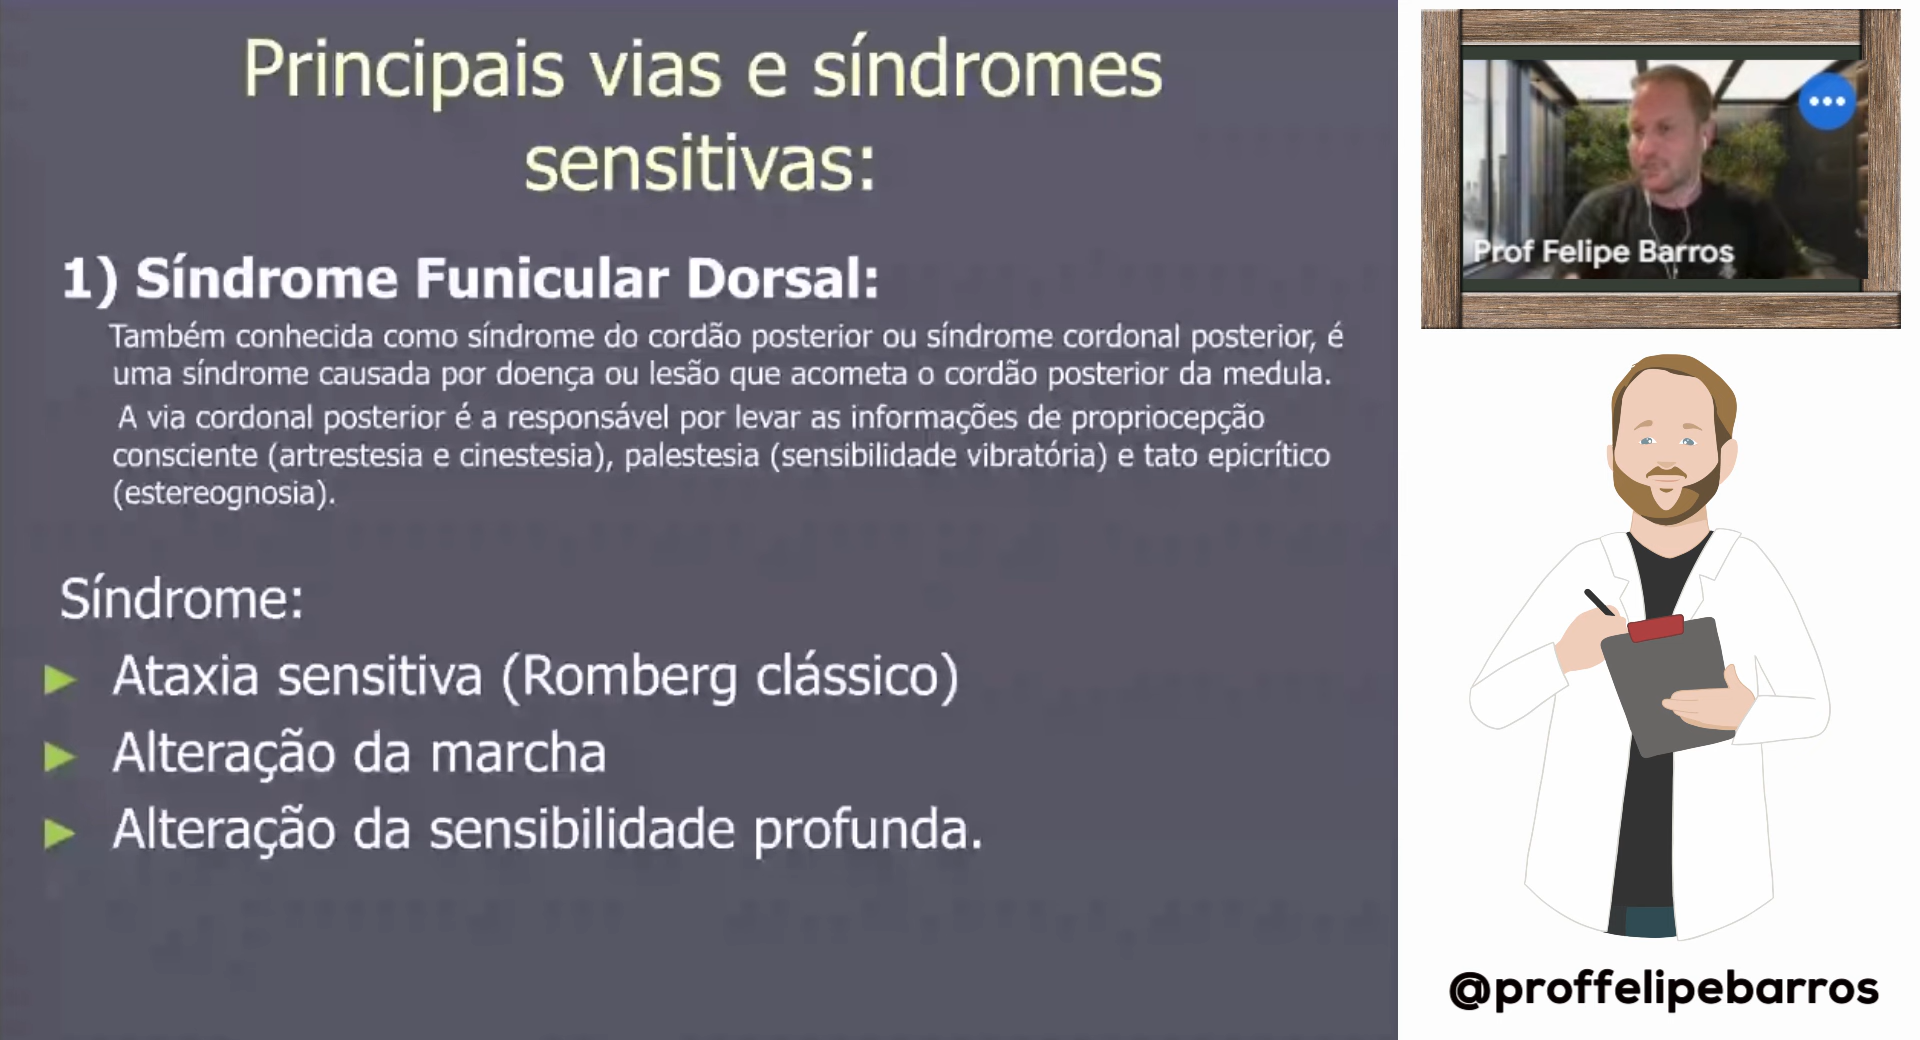 Principais vias e síndromes
sensitivas:
1) Síndrome Funicular Dorsal:
Também conhecida como síndrome do cordão posterior ou síndrome cordonal posterior, é
uma síndrome causada por doença ou lesão que acometa o cordão posterior da medula.
A via cordonal posterior é a responsável por levar as informações de propriocepção
consciente (artrestesia e cinestesia), palestesia (sensibilidade vibratória) e tato epicrítico
(estereognosia).
Síndrome:
► Ataxia sensitiva (Romberg clássico)
► Alteração da marcha
► Alteração da sensibilidade profunda.
Prof Felipe Barros
@proffelipebarros